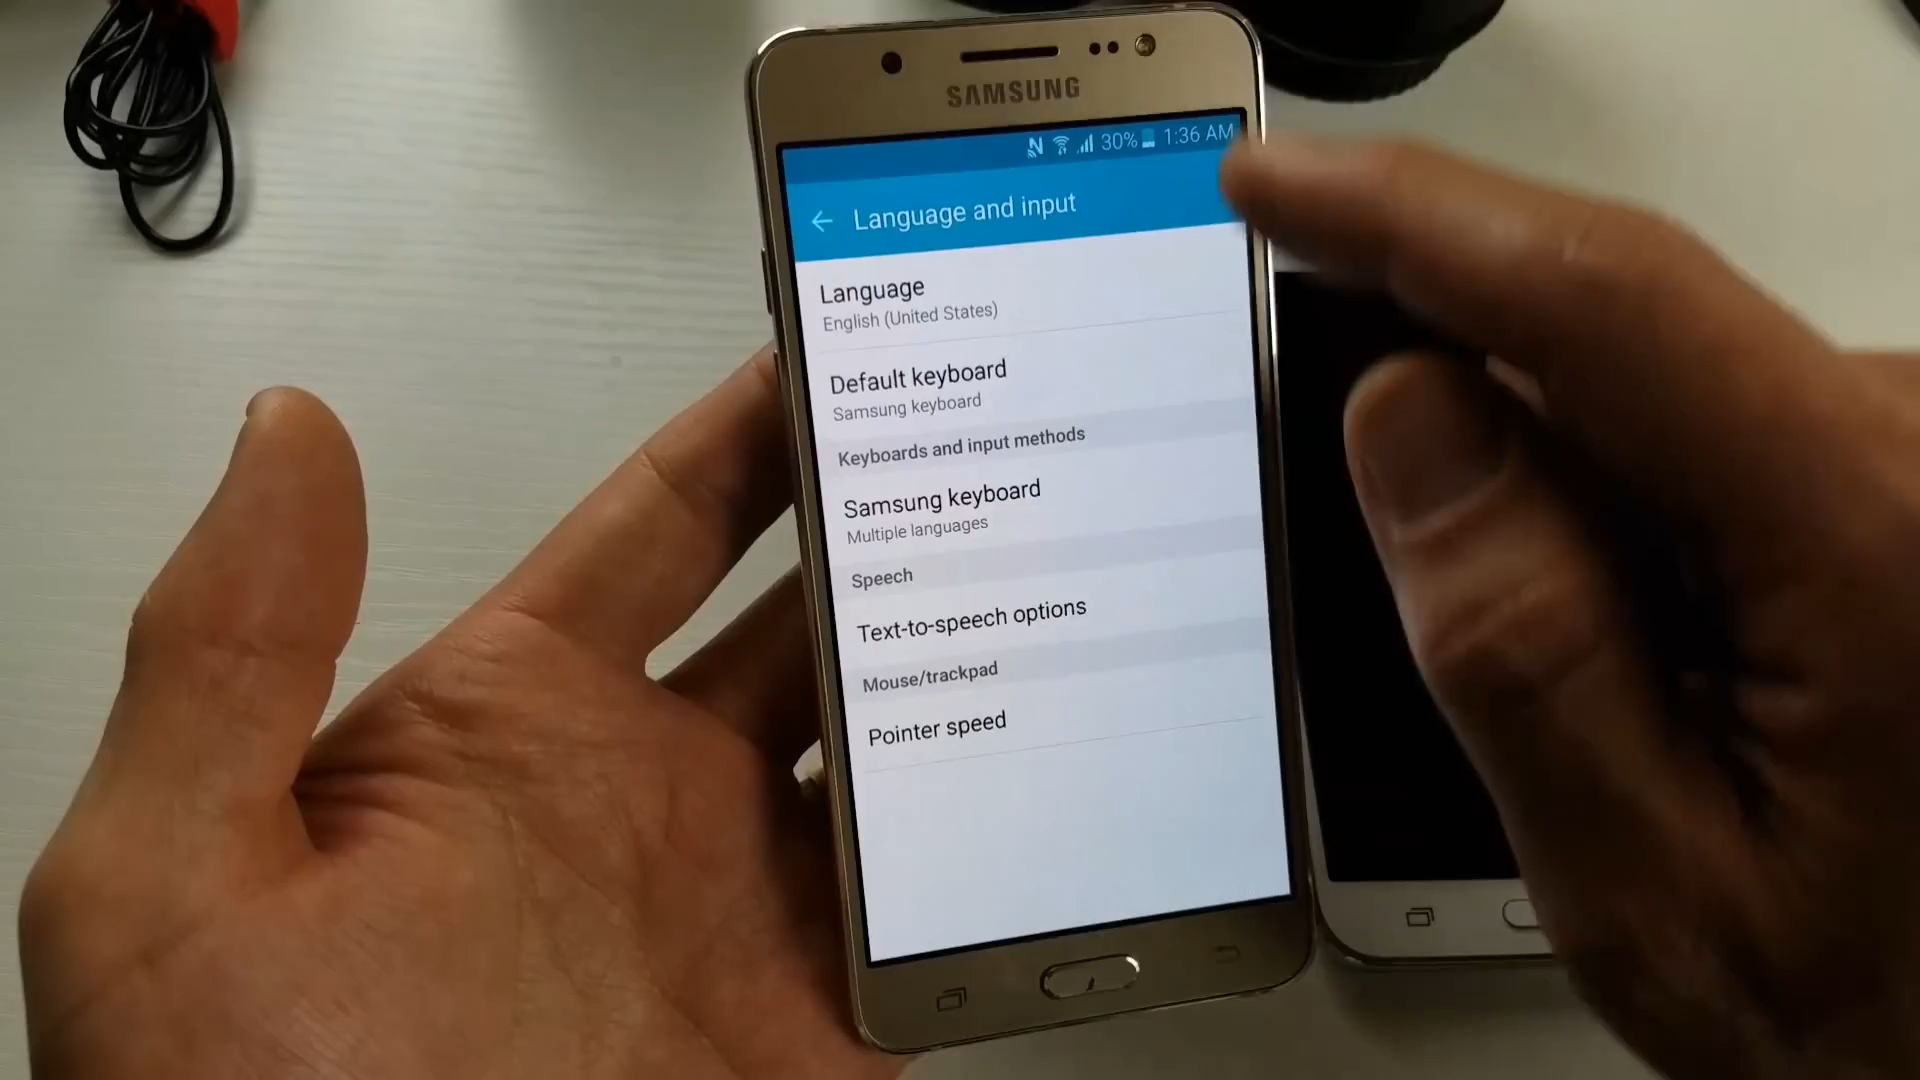 SAMSUNG
30% 1:36 AM
Language and input
Language
English (United States)
Default keyboard
Samsung keyboard
Keyboards and input methods
Samsung keyboard
Multiple languages
Speech
Text-to-speech options
Mouse/trackpad
Pointer speed